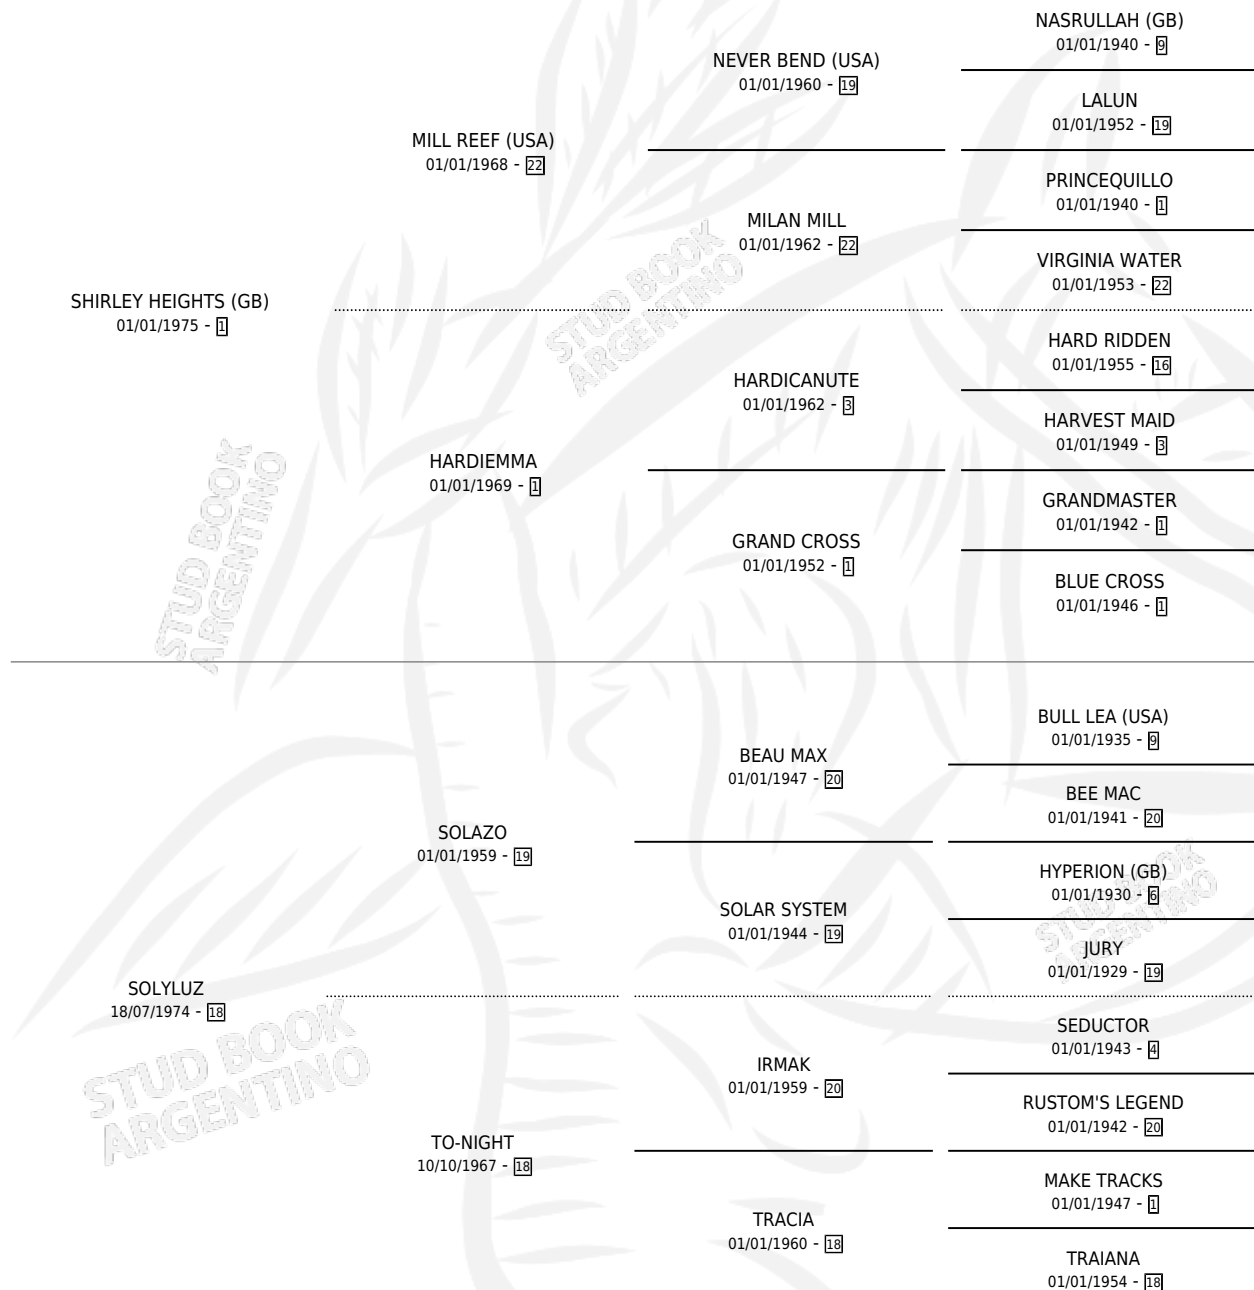 NASRULLAH (GB)
01/01/1940 - 9
NEVER BEND (USA)
01/01/1960 - 19
LALUN
01/01/1952 - 19
MILL REEF (USA)
01/01/1968 - 22
PRINCEQUILLO
01/01/1940 - 1
MILAN MILL
01/01/1962 - 22
VIRGINIA WATER
01/01/1953 - 22
SHIRLEY HEIGHTS (GB)
01/01/1975 - 1
HARD RIDDEN
01/01/1955 - 16
HARDICANUTE
01/01/1962 - 3
HARVEST MAID
01/01/1949 - 3
HARDIEMMA
01/01/1969 - 1
GRANDMASTER
01/01/1942 - 1
GRAND CROSS
01/01/1952 - 1
BLUE CROSS
01/01/1946 - 1
STUD BOOK
ARGENTINO
STUD BOOK
ARGENTINO
BULL LEA (USA)
01/01/1935 - 9
BEAU MAX
01/01/1947 - 20
BEE MAC
01/01/1941 - 20
SOLAZO
01/01/1959 - 19
HYPERION (GB)
01/01/1930 - 6
SOLAR SYSTEM
01/01/1944 - 19
JURY
01/01/1929 - 19
STUD BOOK
ARGENTINO
SOLYLUZ
18/07/1974 - 18
SEDUCTOR
01/01/1943 - 4
IRMAK
01/01/1959 - 20
RUSTOM'S LEGEND
01/01/1942 - 20
STUD BOOK
ARGENTINO
TO-NIGHT
10/10/1967 - 18
MAKE TRACKS
01/01/1947 - 1
TRACIA
01/01/1960 - 18
TRAIANA
01/01/1954 - 18